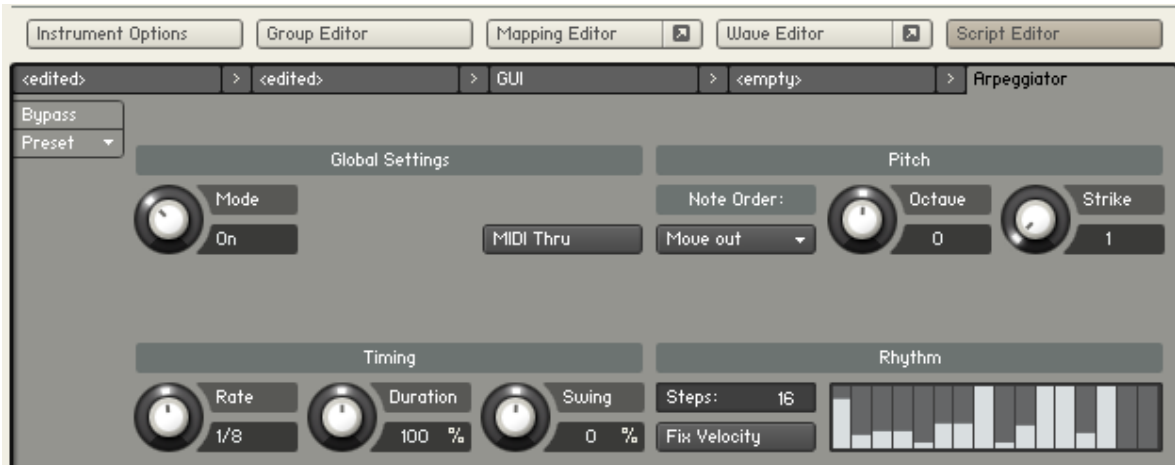 Instrument Options
Group Editor
Mapping Editor
Wave Editor
Script Editor
<edited> >
<edited> >
GUI >
<empty> >
Arpeggiator
Bypass
Preset
Global Settings
Mode
On
MIDI Thru
Pitch
Note Order:
Move out
Octave
0
Strike
1
Timing
Rate
1/8
Duration
100 %
Swing
0 %
Rhythm
Steps: 16
Fix Velocity